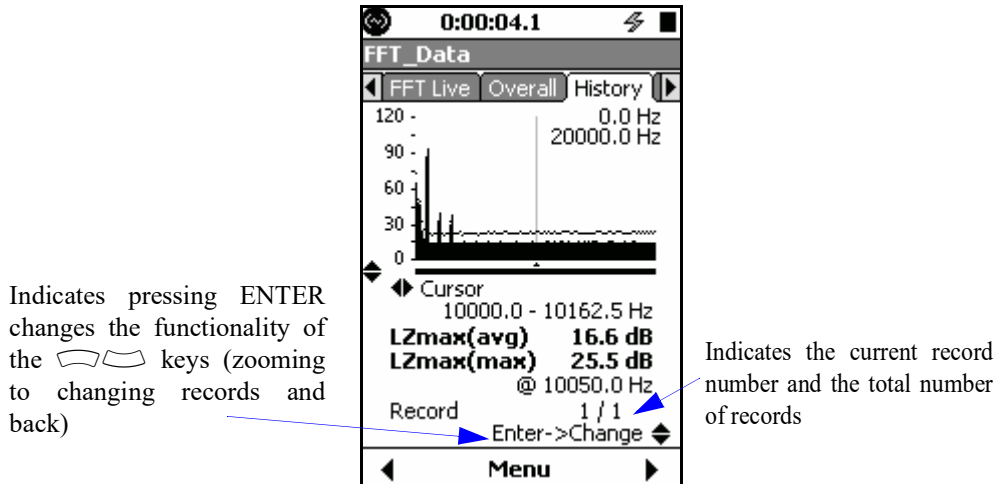 0:00:04.1
FFT_Data
FFT Live Overall History
120
0.0 Hz
20000.0 Hz
90
60
30
0
Cursor
10000.0 - 10162.5 Hz
LZmax(avg) 16.6 dB
LZmax(max) 25.5 dB
@ 10050.0 Hz
Record 1 / 1
Enter->Change
Menu
Indicates pressing ENTER
changes the functionality of
the keys (zooming
to changing records and
back)
Indicates the current record
number and the total number
of records